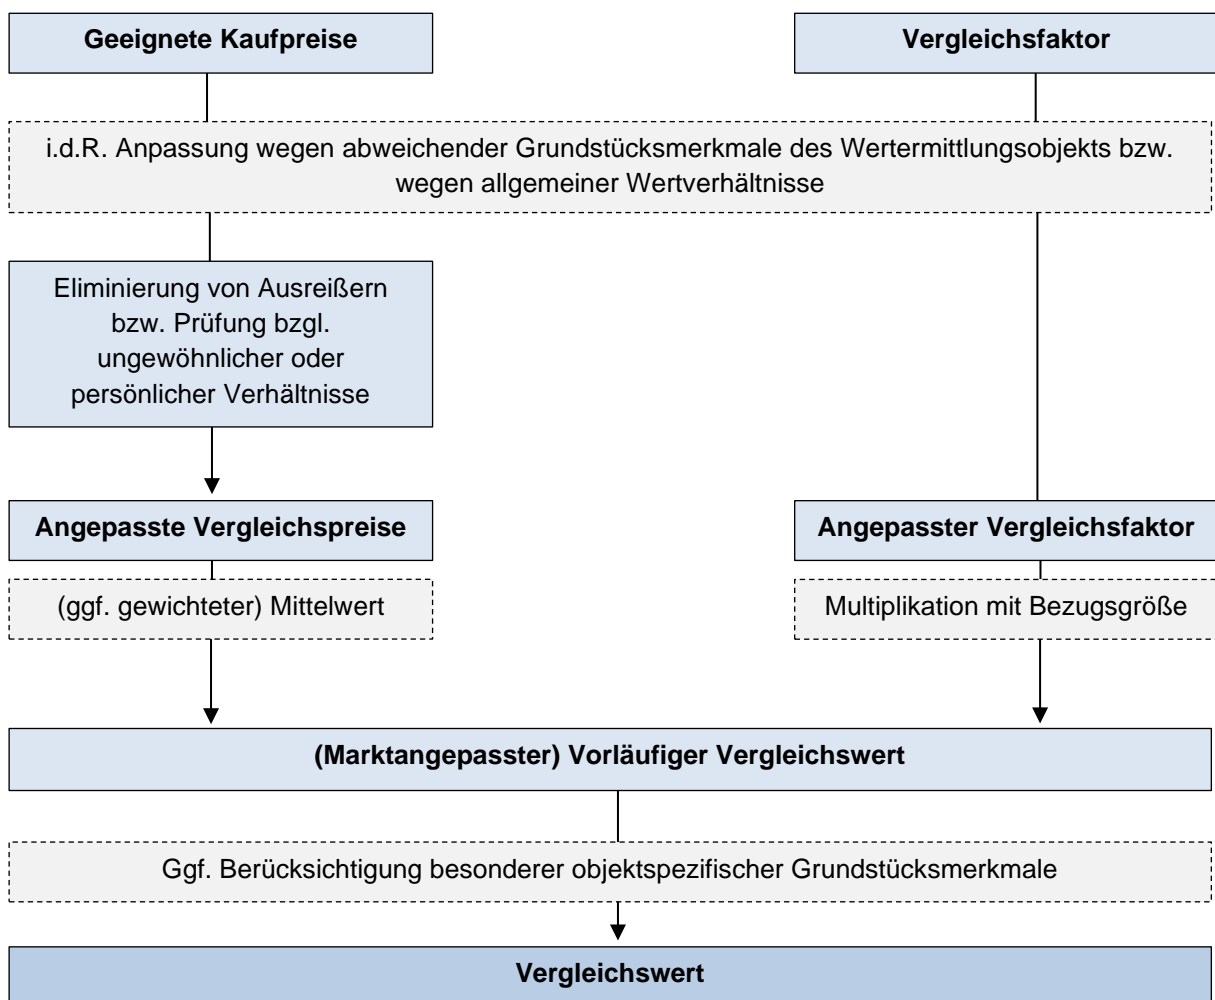 Geeignete Kaufpreise
Vergleichsfaktor
i.d.R. Anpassung wegen abweichender Grundstücksmerkmale des Wertermittlungsobjekts bzw.
wegen allgemeiner Wertverhältnisse
Eliminierung von Ausreißern
bzw. Prüfung bzgl.
ungewöhnlicher oder
persönlicher Verhältnisse
Angepasste Vergleichspreise
Angepasster Vergleichsfaktor
(ggf. gewichteter) Mittelwert
Multiplikation mit Bezugsgröße
(Marktangepasster) Vorläufiger Vergleichswert
Ggf. Berücksichtigung besonderer objektspezifischer Grundstücksmerkmale
Vergleichswert